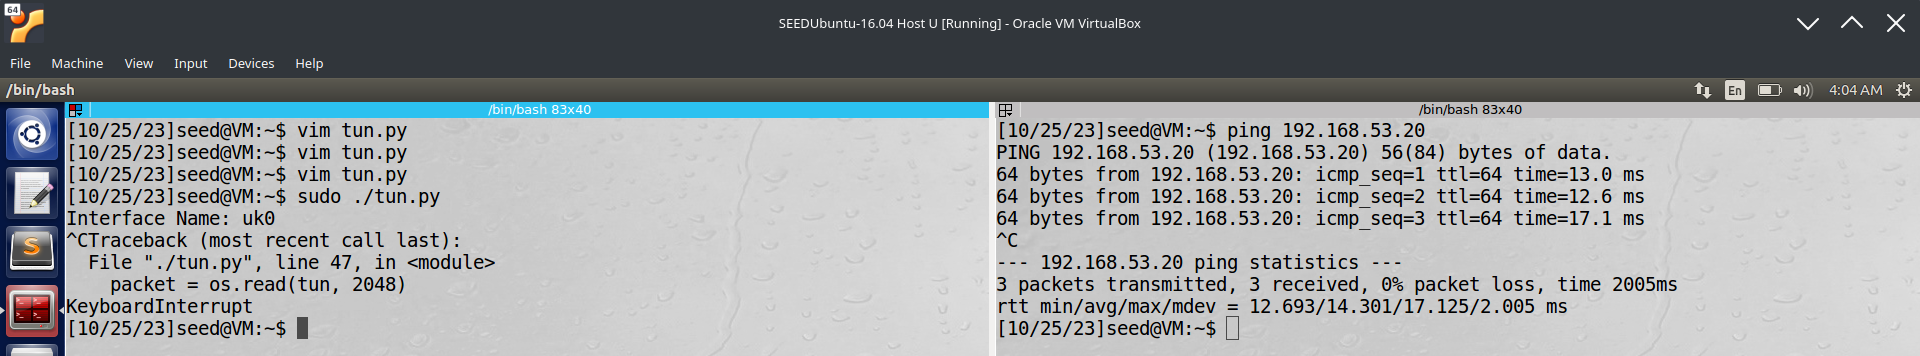 64
SEEDUbuntu-16.04 Host U [Running] - Oracle VM VirtualBox
File Machine View Input Devices Help
/bin/bash
En
4:04 AM
/bin/bash 83x40
[10/25/23]seed@VM:~$ vim tun.py
[10/25/23]seed@VM:~$ vim tun.py
[10/25/23]seed@VM:~$ vim tun.py
[10/25/23]seed@VM:~$ sudo ./tun.py
Interface Name: uk0
^CTraceback (most recent call last):
  File "./tun.py", line 47, in <module>
    packet = os.read(tun, 2048)
KeyboardInterrupt
[10/25/23]seed@VM:~$
/bin/bash 83x40
[10/25/23]seed@VM:~$ ping 192.168.53.20
PING 192.168.53.20 (192.168.53.20) 56(84) bytes of data.
64 bytes from 192.168.53.20: icmp_seq=1 ttl=64 time=13.0 ms
64 bytes from 192.168.53.20: icmp_seq=2 ttl=64 time=12.6 ms
64 bytes from 192.168.53.20: icmp_seq=3 ttl=64 time=17.1 ms
^C
--- 192.168.53.20 ping statistics ---
3 packets transmitted, 3 received, 0% packet loss, time 2005ms
rtt min/avg/max/mdev = 12.693/14.301/17.125/2.005 ms
[10/25/23]seed@VM:~$